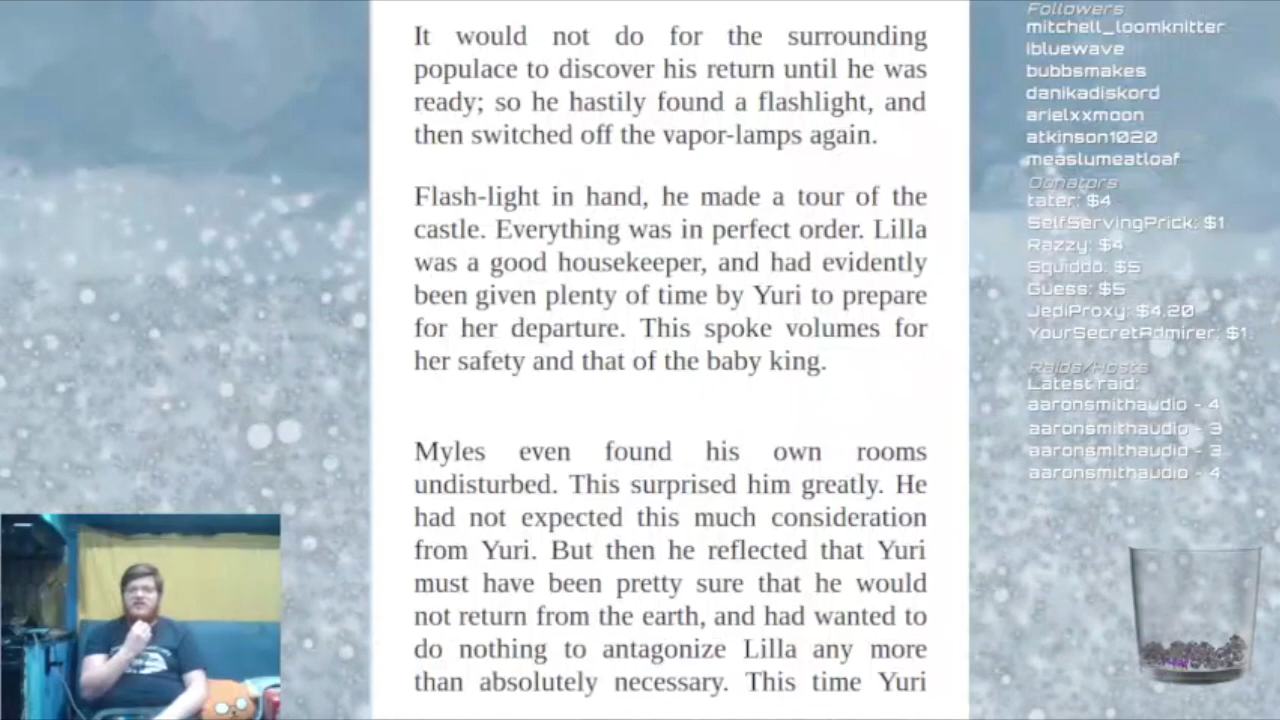 It would not do for the surrounding
populace to discover his return until he was
ready; so he hastily found a flashlight, and
then switched off the vapor-lamps again.
Flash-light in hand, he made a tour of the
castle. Everything was in perfect order. Lilla
was a good housekeeper, and had evidently
been given plenty of time by Yuri to prepare
for her departure. This spoke volumes for
her safety and that of the baby king.
Myles even found his own rooms
undisturbed. This surprised him greatly. He
had not expected this much consideration
from Yuri. But then he reflected that Yuri
must have been pretty sure that he would
not return from the earth, and had wanted to
do nothing to antagonize Lilla any more
than absolutely necessary. This time Yuri
Followers
mitchell_loomknitter
lbluewave
bubbsmakes
danikadiskord
arielxxmoon
atkinson1020
measlymeatloaf
Donators
tater: $4
SelfServingPrick: $1
Razzy: $4
Squiddo: $5
Guess: $5
JediProxy: $4.20
YourSecretAdmirer: $1
Raids/Hosts
Latest raid:
aaronsmithaudio - 4
aaronsmithaudio - 3
aaronsmithaudio - 3
aaronsmithaudio - 4